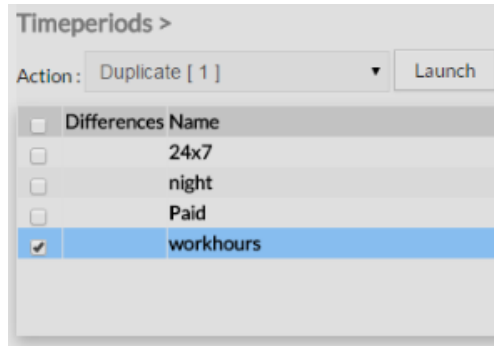 Timeperiods >
Action : Duplicate [ 1 ] Launch
Differences Name
24x7
night
Paid
workhours